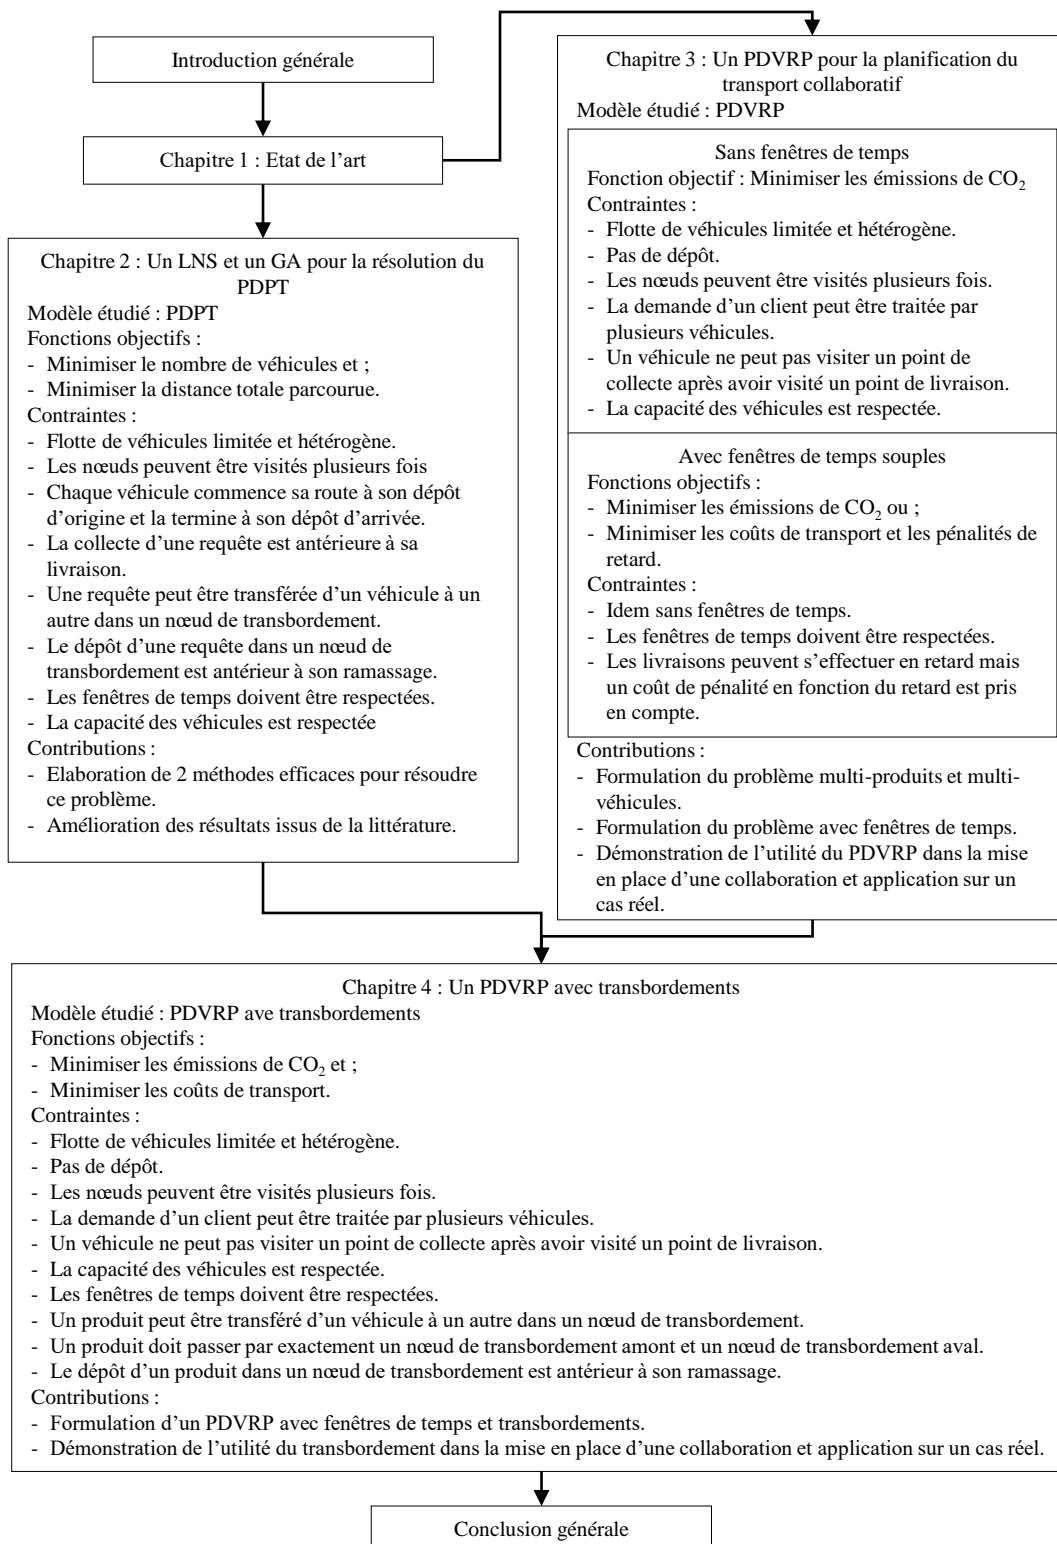 Introduction générale
Chapitre 1 : Etat de l’art
Chapitre 2 : Un LNS et un GA pour la résolution du
PDPT
Modèle étudié : PDPT
Fonctions objectifs :
- Minimiser le nombre de véhicules et ;
- Minimiser la distance totale parcourue.
Contraintes :
- Flotte de véhicules limitée et hétérogène.
- Les nœuds peuvent être visités plusieurs fois
- Chaque véhicule commence sa route à son dépôt
d’origine et la termine à son dépôt d’arrivée.
- La collecte d’une requête est antérieure à sa
livraison.
- Une requête peut être transférée d’un véhicule à un
autre dans un nœud de transbordement.
- Le dépôt d’une requête dans un nœud de
transbordement est antérieur à son ramassage.
- Les fenêtres de temps doivent être respectées.
- La capacité des véhicules est respectée
Contributions :
- Elaboration de 2 méthodes efficaces pour résoudre
ce problème.
- Amélioration des résultats issus de la littérature.
Chapitre 3 : Un PDVRP pour la planification du
transport collaboratif
Modèle étudié : PDVRP
Sans fenêtres de temps
Fonction objectif : Minimiser les émissions de CO₂
Contraintes :
- Flotte de véhicules limitée et hétérogène.
- Pas de dépôt.
- Les nœuds peuvent être visités plusieurs fois.
- La demande d’un client peut être traitée par
plusieurs véhicules.
- Un véhicule ne peut pas visiter un point de
collecte après avoir visité un point de livraison.
- La capacité des véhicules est respectée.
Avec fenêtres de temps souples
Fonctions objectifs :
- Minimiser les émissions de CO₂ ou ;
- Minimiser les coûts de transport et les pénalités de
retard.
Contraintes :
- Idem sans fenêtres de temps.
- Les fenêtres de temps doivent être respectées.
- Les livraisons peuvent s’effectuer en retard mais
un coût de pénalité en fonction du retard est pris
en compte.
Contributions :
- Formulation du problème multi-produits et multi-
véhicules.
- Formulation du problème avec fenêtres de temps.
- Démonstration de l’utilité du PDVRP dans la mise
en place d’une collaboration et application sur un
cas réel.
Chapitre 4 : Un PDVRP avec transbordements
Modèle étudié : PDVRP ave transbordements
Fonctions objectifs :
- Minimiser les émissions de CO₂ et ;
- Minimiser les coûts de transport.
Contraintes :
- Flotte de véhicules limitée et hétérogène.
- Pas de dépôt.
- Les nœuds peuvent être visités plusieurs fois.
- La demande d’un client peut être traitée par plusieurs véhicules.
- Un véhicule ne peut pas visiter un point de collecte après avoir visité un point de livraison.
- La capacité des véhicules est respectée.
- Les fenêtres de temps doivent être respectées.
- Un produit peut être transféré d’un véhicule à un autre dans un nœud de transbordement.
- Un produit doit passer par exactement un nœud de transbordement amont et un nœud de transbordement aval.
- Le dépôt d’un produit dans un nœud de transbordement est antérieur à son ramassage.
Contributions :
- Formulation d’un PDVRP avec fenêtres de temps et transbordements.
- Démonstration de l’utilité du transbordement dans la mise en place d’une collaboration et application sur un cas réel.
Conclusion générale